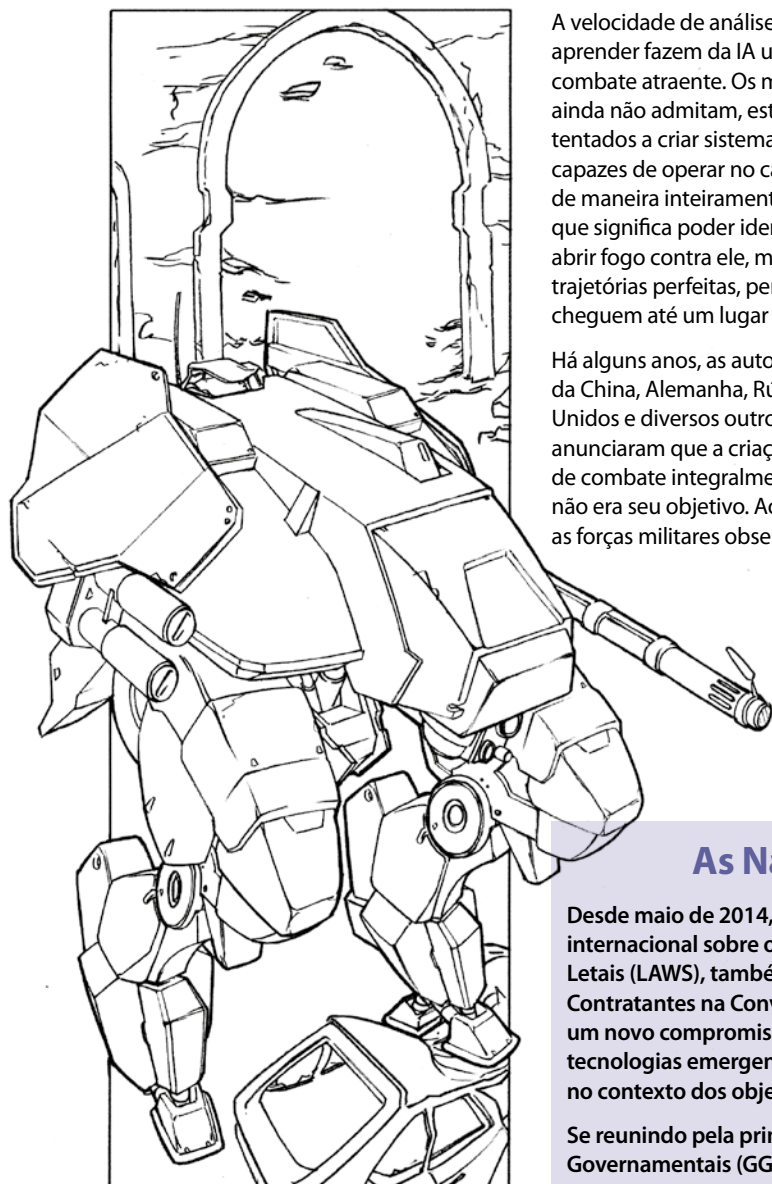 A velocidade de análise
aprender fazem da IA u
combate atraente. Os m
ainda não admitam, est
tentados a criar sistema
capazes de operar no ca
de maneira inteirament
que significa poder iden
abrir fogo contra ele, m
trajetórias perfeitas, per
cheguem até um lugar
Há alguns anos, as auto
da China, Alemanha, Rú
Unidos e diversos outro
anunciaram que a criaç
de combate integralme
não era seu objetivo. Ac
as forças militares obse
As Na
Desde maio de 2014,
internacional sobre o
Letais (LAWS), també
Contratantes na Conv
um novo compromis
tecnologias emergen
no contexto dos obje
Se reunindo pela prin
Governamentais (GG